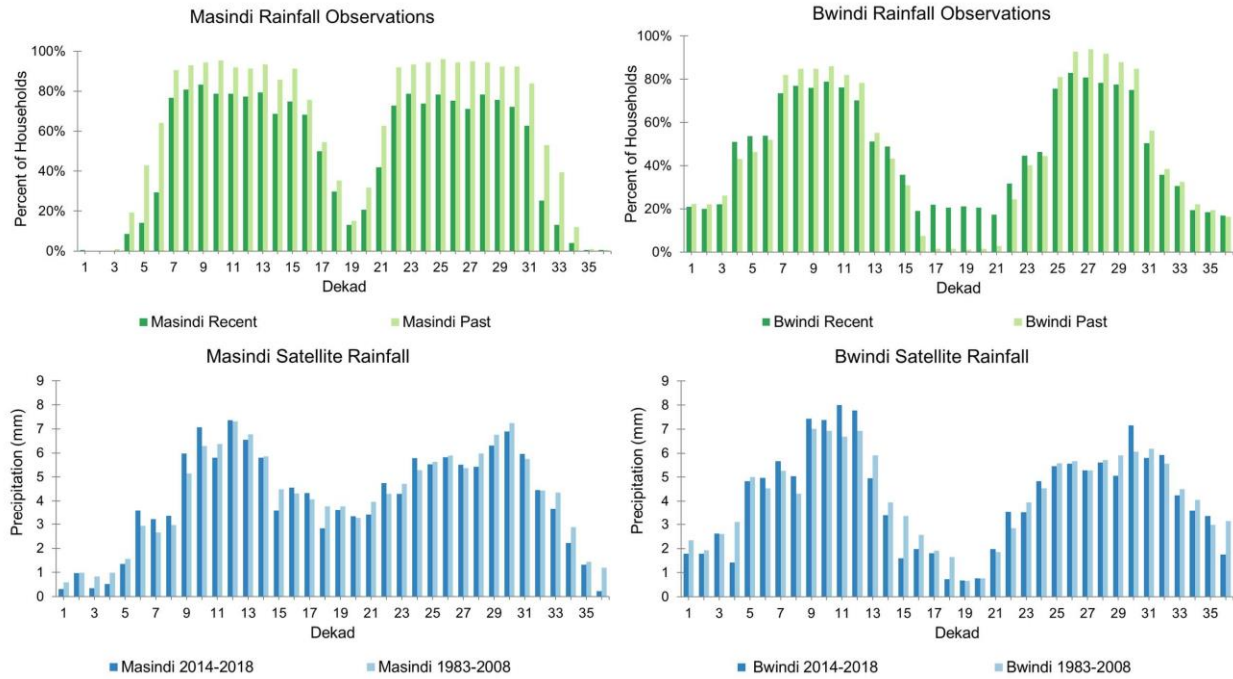 Masindi Rainfall Observations
Percent of Households
100%
80%
60%
40%
20%
0%
1 3 5 7 9 11 13 15 17 19 21 23 25 27 29 31 33 35
Dekad
Masindi Recent Masindi Past
Bwindi Rainfall Observations
Percent of Households
100%
80%
60%
40%
20%
0%
1 3 5 7 9 11 13 15 17 19 21 23 25 27 29 31 33 35
Dekad
Bwindi Recent Bwindi Past
Masindi Satellite Rainfall
Precipitation (mm)
9
8
7
6
5
4
3
2
1
0
1 3 5 7 9 11 13 15 17 19 21 23 25 27 29 31 33 35
Dekad
Masindi 2014-2018 Masindi 1983-2008
Bwindi Satellite Rainfall
Precipitation (mm)
9
8
7
6
5
4
3
2
1
0
1 3 5 7 9 11 13 15 17 19 21 23 25 27 29 31 33 35
Dekad
Bwindi 2014-2018 Bwindi 1983-2008